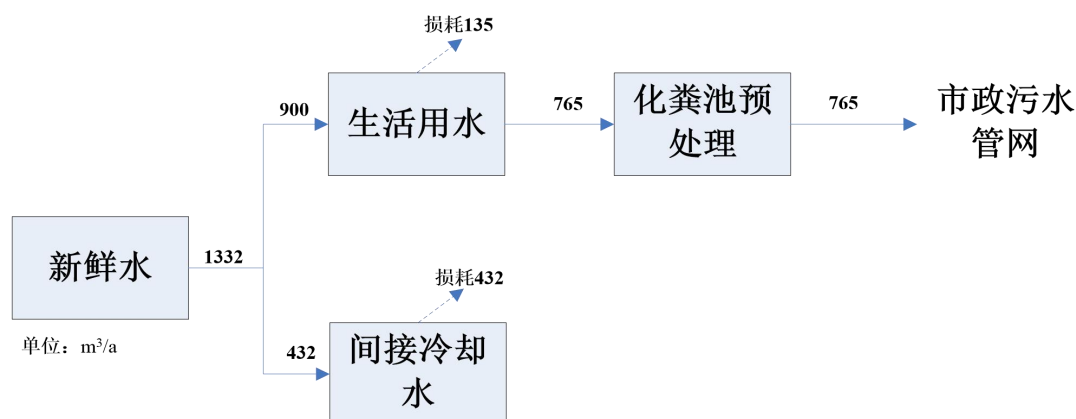 损耗135
900
生活用水
765
化粪池预
处理
765
市政污水
管网
新鲜水
1332
单位：m³/a
损耗432
432
间接冷却
水